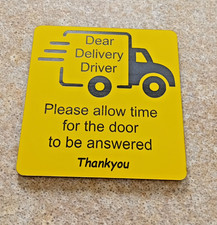 Dear
Delivery
Driver
Please allow time
for the door
to be answered
Thankyou